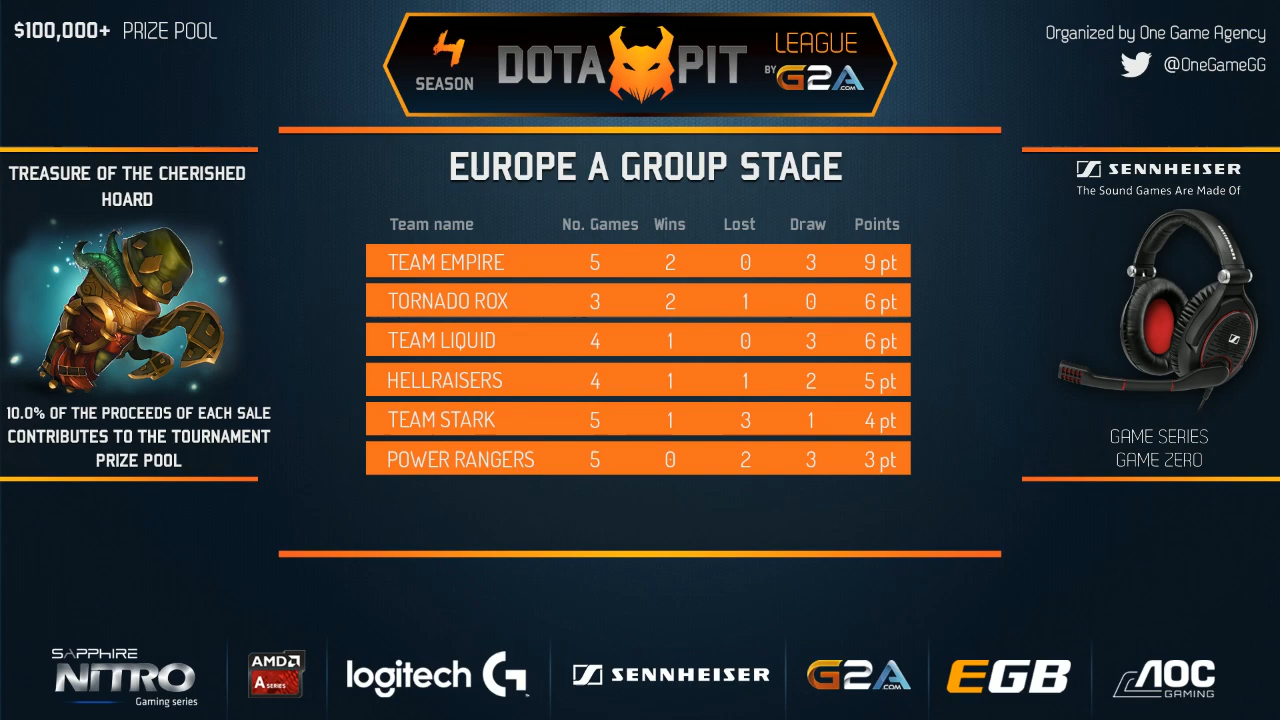 $100,000+ PRIZE POOL
4
SEASON
DOTA PIT
LEAGUE
BY G2A.COM
Organized by One Game Agency
@OneGameGG
TREASURE OF THE CHERISHED
HOARD
10.0% OF THE PROCEEDS OF EACH SALE
CONTRIBUTES TO THE TOURNAMENT
PRIZE POOL
EUROPE A GROUP STAGE
Team name No. Games Wins Lost Draw Points
TEAM EMPIRE 5 2 0 3 9 pt
TORNADO ROX 3 2 1 0 6 pt
TEAM LIQUID 4 1 0 3 6 pt
HELLRAISERS 4 1 1 2 5 pt
TEAM STARK 5 1 3 1 4 pt
POWER RANGERS 5 0 2 3 3 pt
SENNHEISER
The Sound Games Are Made Of
SENNHEISER
GAME SERIES
GAME ZERO
SAPPHIRE
NITRO
Gaming series
AMD
A SERIES
logitech G
SENNHEISER
G2A.COM
EGB
AOC
GAMING